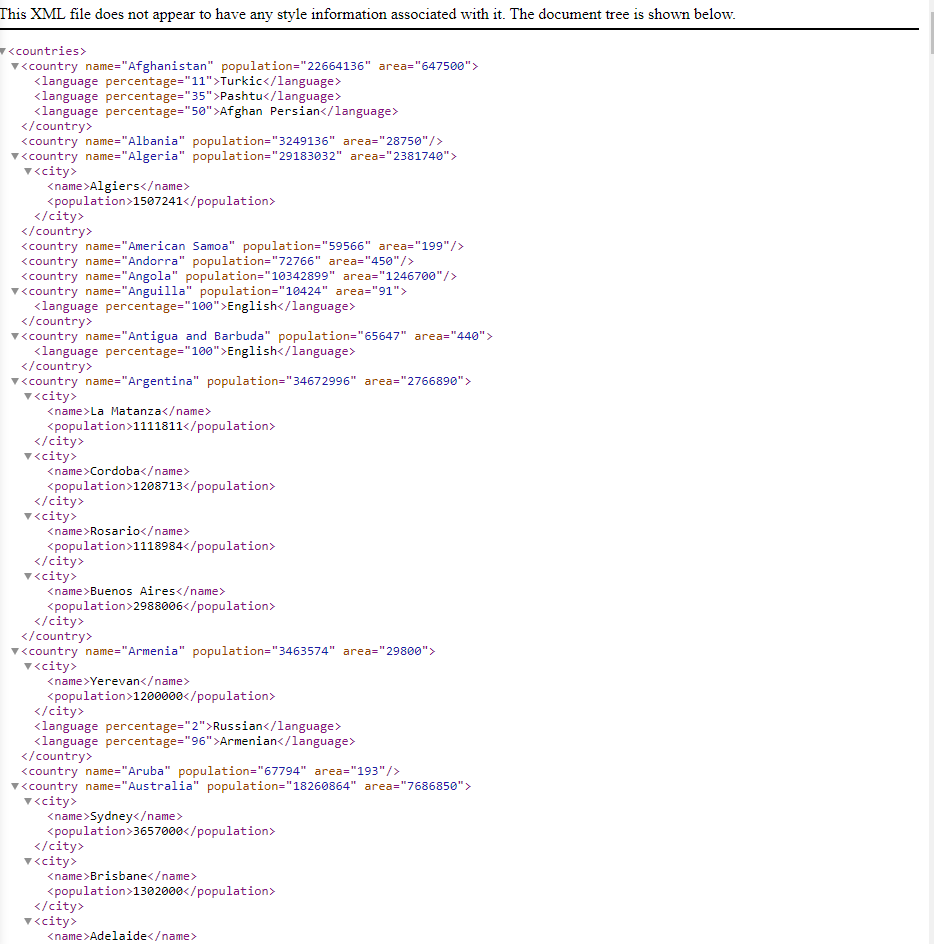 This XML file does not appear to have any style information associated with it. The document tree is shown below.
▼<countries>
▼<country name="Afghanistan" population="22664136" area="647500">
<language percentage="11">Turkic</language>
<language percentage="35">Pashtu</language>
<language percentage="50">Afghan Persian</language>
</country>
<country name="Albania" population="3249136" area="28750"/>
▼<country name="Algeria" population="29183032" area="2381740">
▼<city>
<name>Algiers</name>
<population>1507241</population>
</city>
</country>
<country name="American Samoa" population="59566" area="199"/>
<country name="Andorra" population="72766" area="450"/>
<country name="Angola" population="10342899" area="1246700"/>
▼<country name="Anguilla" population="10424" area="91">
<language percentage="100">English</language>
</country>
▼<country name="Antigua and Barbuda" population="65647" area="440">
<language percentage="100">English</language>
</country>
▼<country name="Argentina" population="34672996" area="2766890">
▼<city>
<name>La Matanza</name>
<population>1111811</population>
</city>
▼<city>
<name>Cordoba</name>
<population>1208713</population>
</city>
▼<city>
<name>Rosario</name>
<population>1118984</population>
</city>
▼<city>
<name>Buenos Aires</name>
<population>2988006</population>
</city>
</country>
▼<country name="Armenia" population="3463574" area="29800">
▼<city>
<name>Yerevan</name>
<population>1200000</population>
</city>
<language percentage="2">Russian</language>
<language percentage="96">Armenian</language>
</country>
<country name="Aruba" population="67794" area="193"/>
▼<country name="Australia" population="18260864" area="7686850">
▼<city>
<name>Sydney</name>
<population>3657000</population>
</city>
▼<city>
<name>Brisbane</name>
<population>1302000</population>
</city>
▼<city>
<name>Adelaide</name>